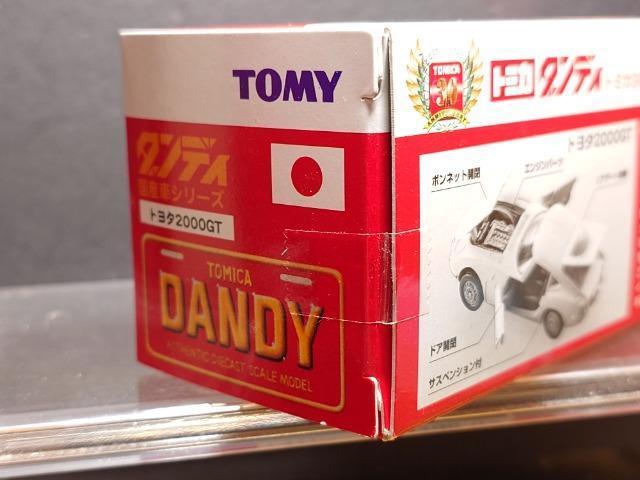 TOMY
ダンディ
国産車シリーズ
トヨタ2000GT
TOMICA
DANDY
AUTHENTIC DIECAST SCALE MODEL
TOMICA
30
トミカ ダンディ
トヨタ2000GT
ボンネット開閉
エンジンパーツ
ドア開閉
サスペンション付